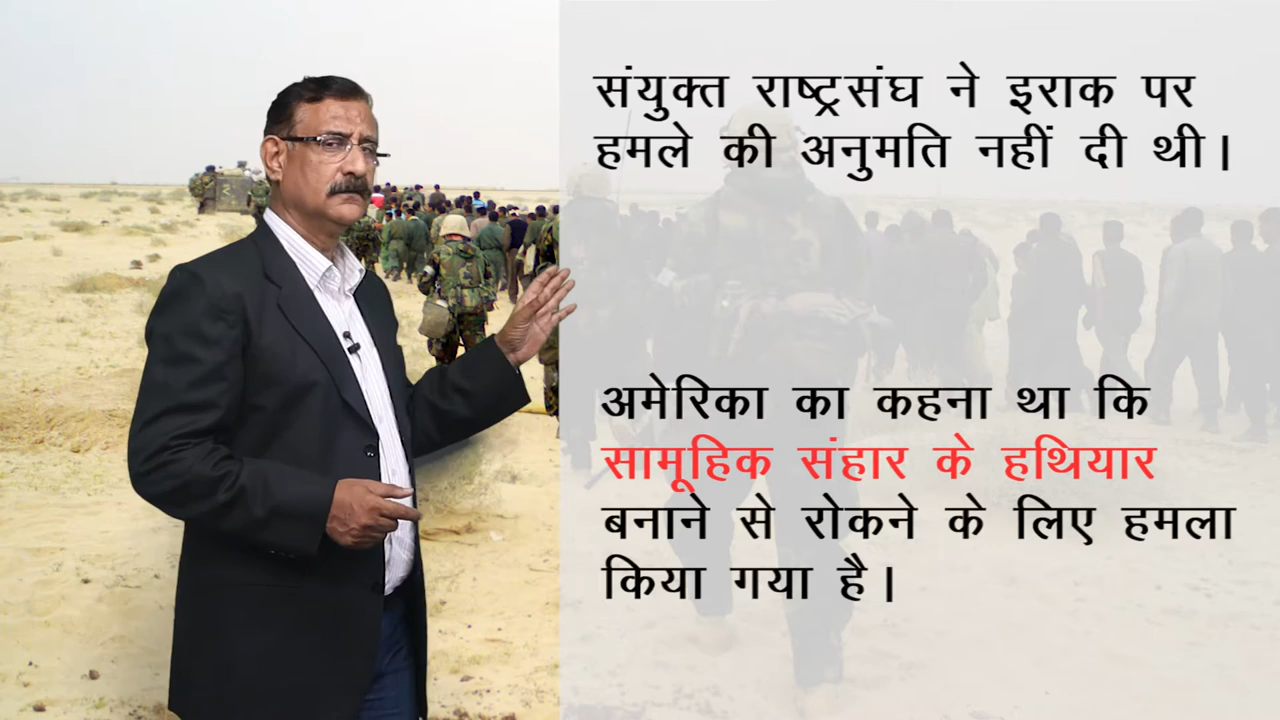 संयुक्त राष्ट्रसंघ ने इराक पर
हमले की अनुमति नहीं दी थी।
अमेरिका का कहना था कि
सामूहिक संहार के हथियार
बनाने से रोकने के लिए हमला
किया गया है।